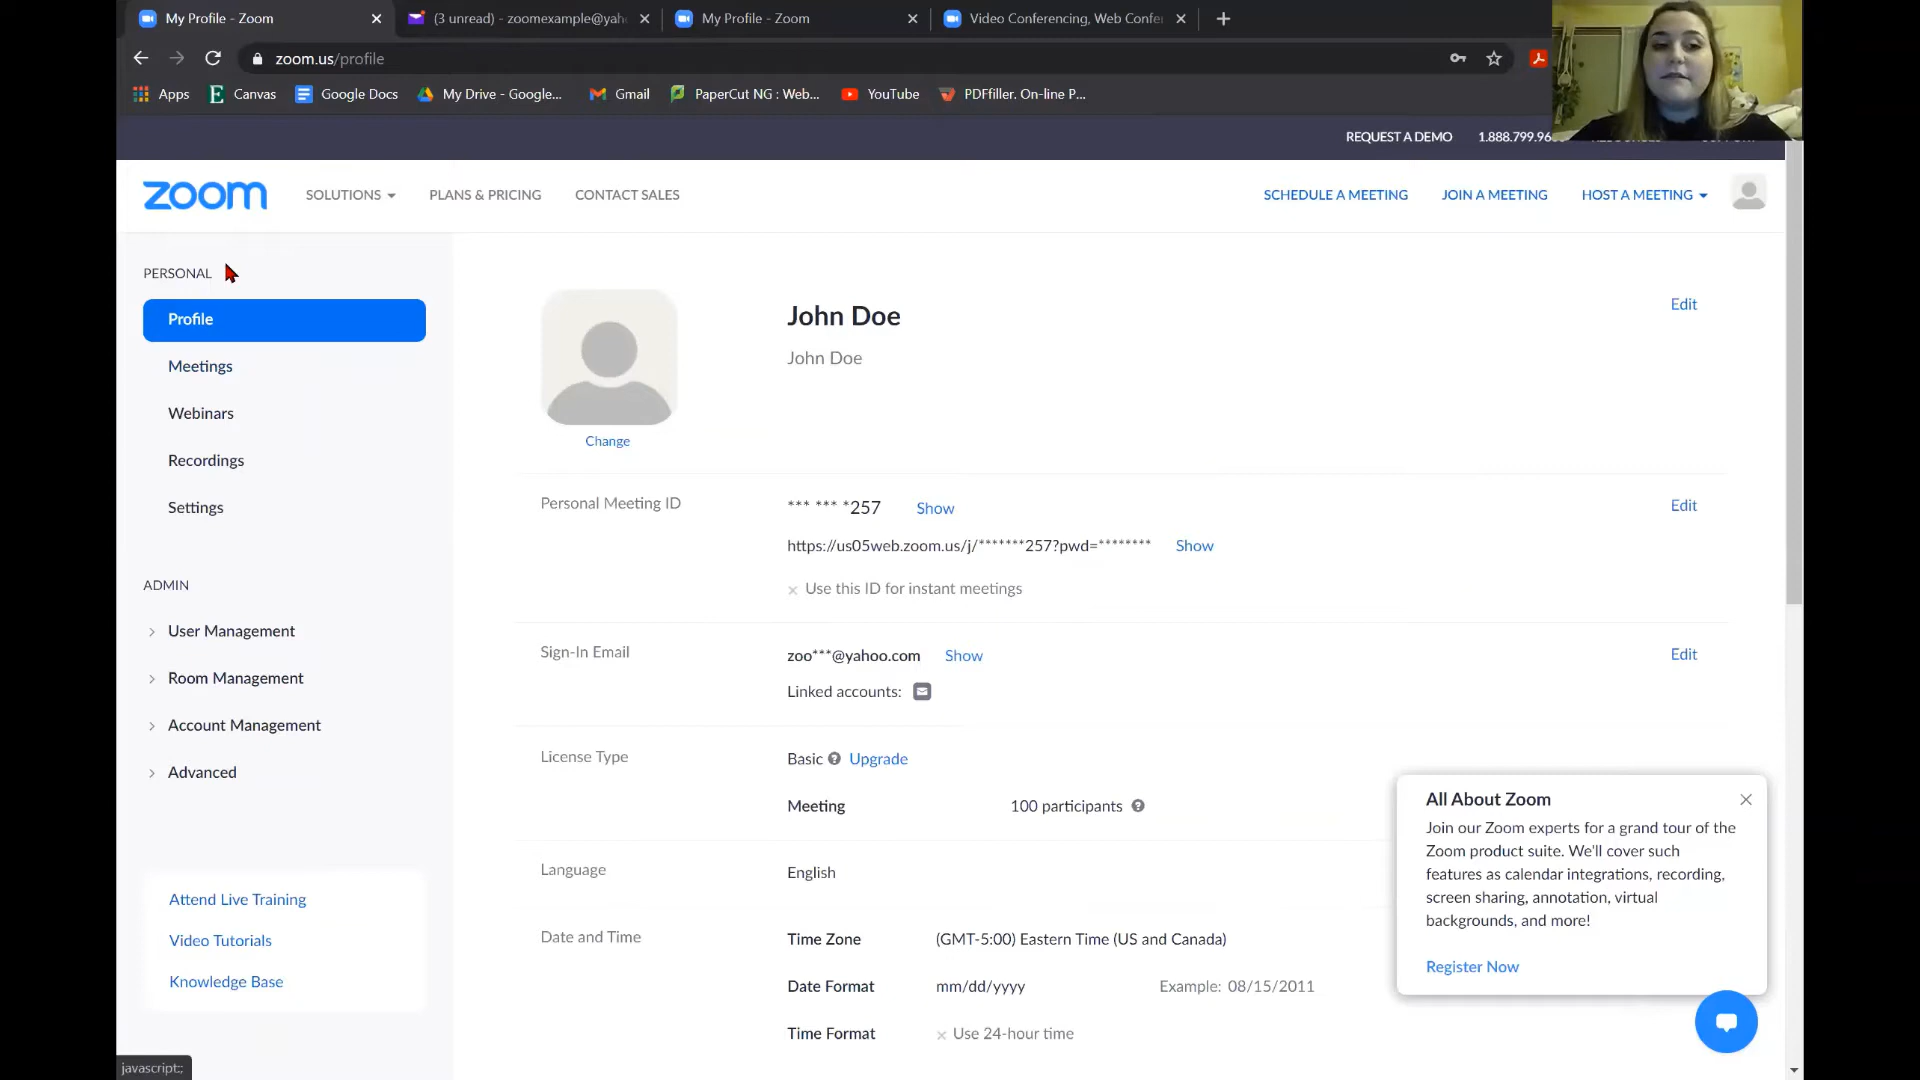 My Profile - Zoom
(3 unread) - zoomexample@yah
My Profile - Zoom
Video Conferencing, Web Confe
zoom.us/profile
Apps
Canvas
Google Docs
My Drive - Google...
Gmail
PaperCut NG : Web...
YouTube
PDFfiller. On-line P...
REQUEST A DEMO
1.888.799.96
zoom
SOLUTIONS
PLANS & PRICING
CONTACT SALES
SCHEDULE A MEETING
JOIN A MEETING
HOST A MEETING
PERSONAL
Profile
Meetings
Webinars
Recordings
Settings
ADMIN
User Management
Room Management
Account Management
Advanced
Attend Live Training
Video Tutorials
Knowledge Base
John Doe
John Doe
Edit
Change
Personal Meeting ID
*** *** *257 Show
Edit
https://us05web.zoom.us/j/*******257?pwd=******** Show
Use this ID for instant meetings
Sign-In Email
zoo***@yahoo.com Show
Edit
Linked accounts:
License Type
Basic Upgrade
Meeting 100 participants
Language
English
Date and Time
Time Zone (GMT-5:00) Eastern Time (US and Canada)
Date Format mm/dd/yyyy Example: 08/15/2011
Time Format Use 24-hour time
All About Zoom
Join our Zoom experts for a grand tour of the
Zoom product suite. We'll cover such
features as calendar integrations, recording,
screen sharing, annotation, virtual
backgrounds, and more!
Register Now
javascript:;